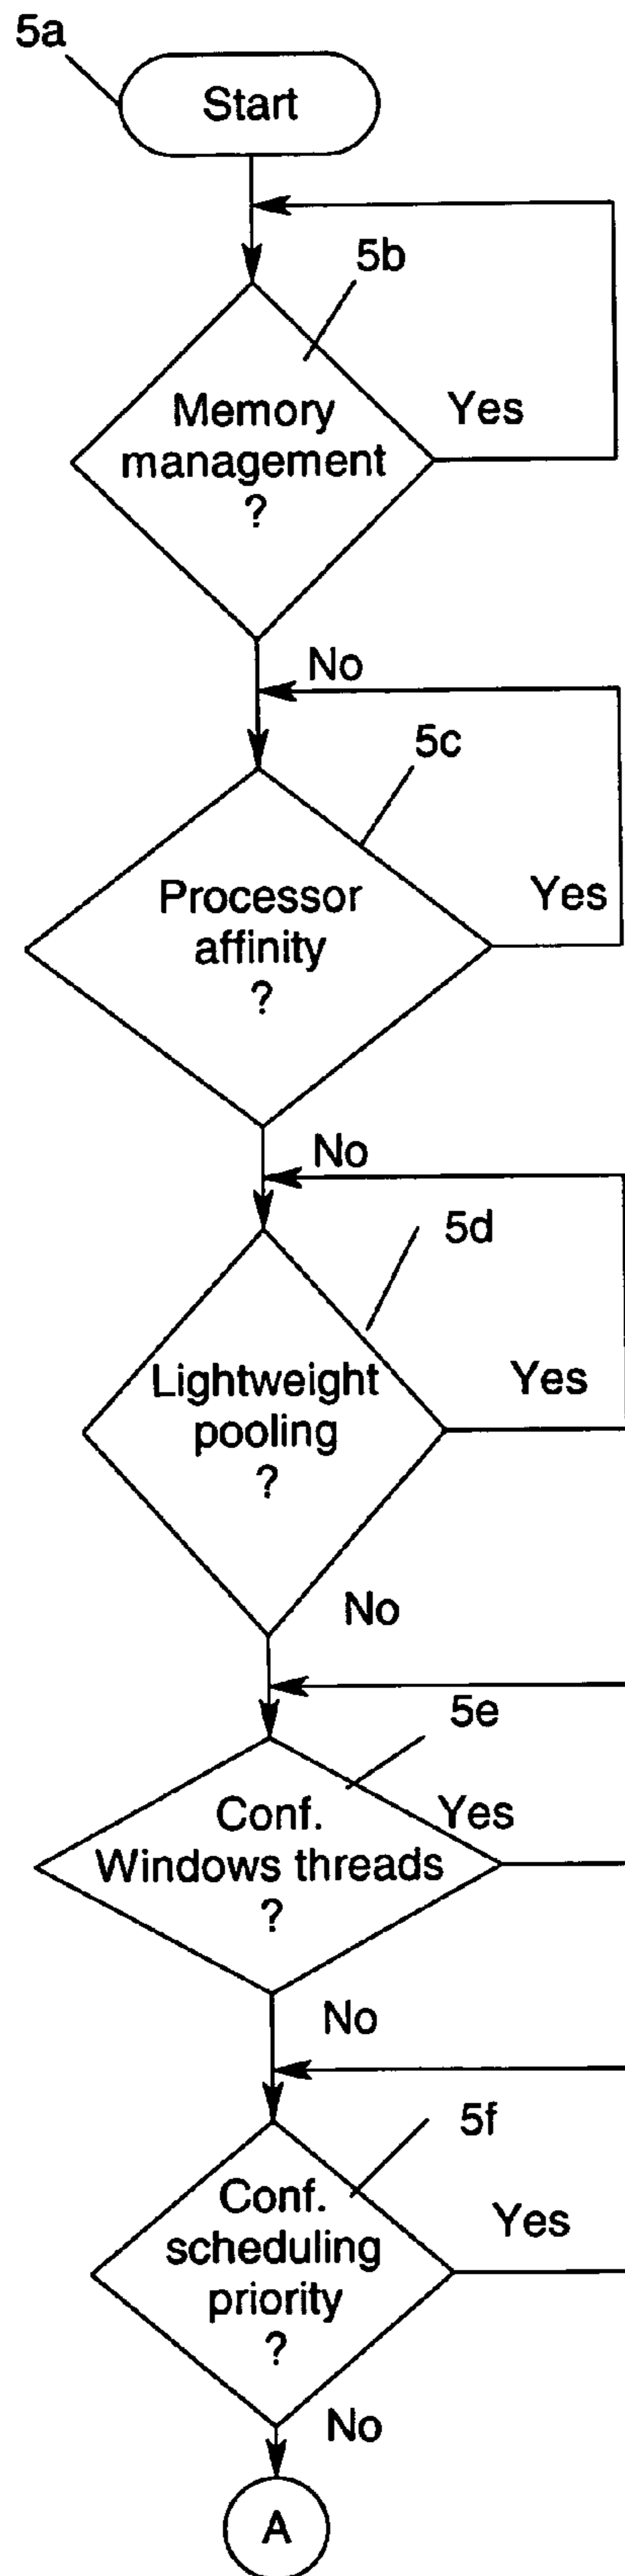 5a
Start
5b
Memory
management
?
Yes
No
5c
Processor
affinity
?
Yes
No
5d
Lightweight
pooling
?
Yes
No
5e
Conf.
Windows threads
?
Yes
No
5f
Conf.
scheduling
priority
?
Yes
No
A